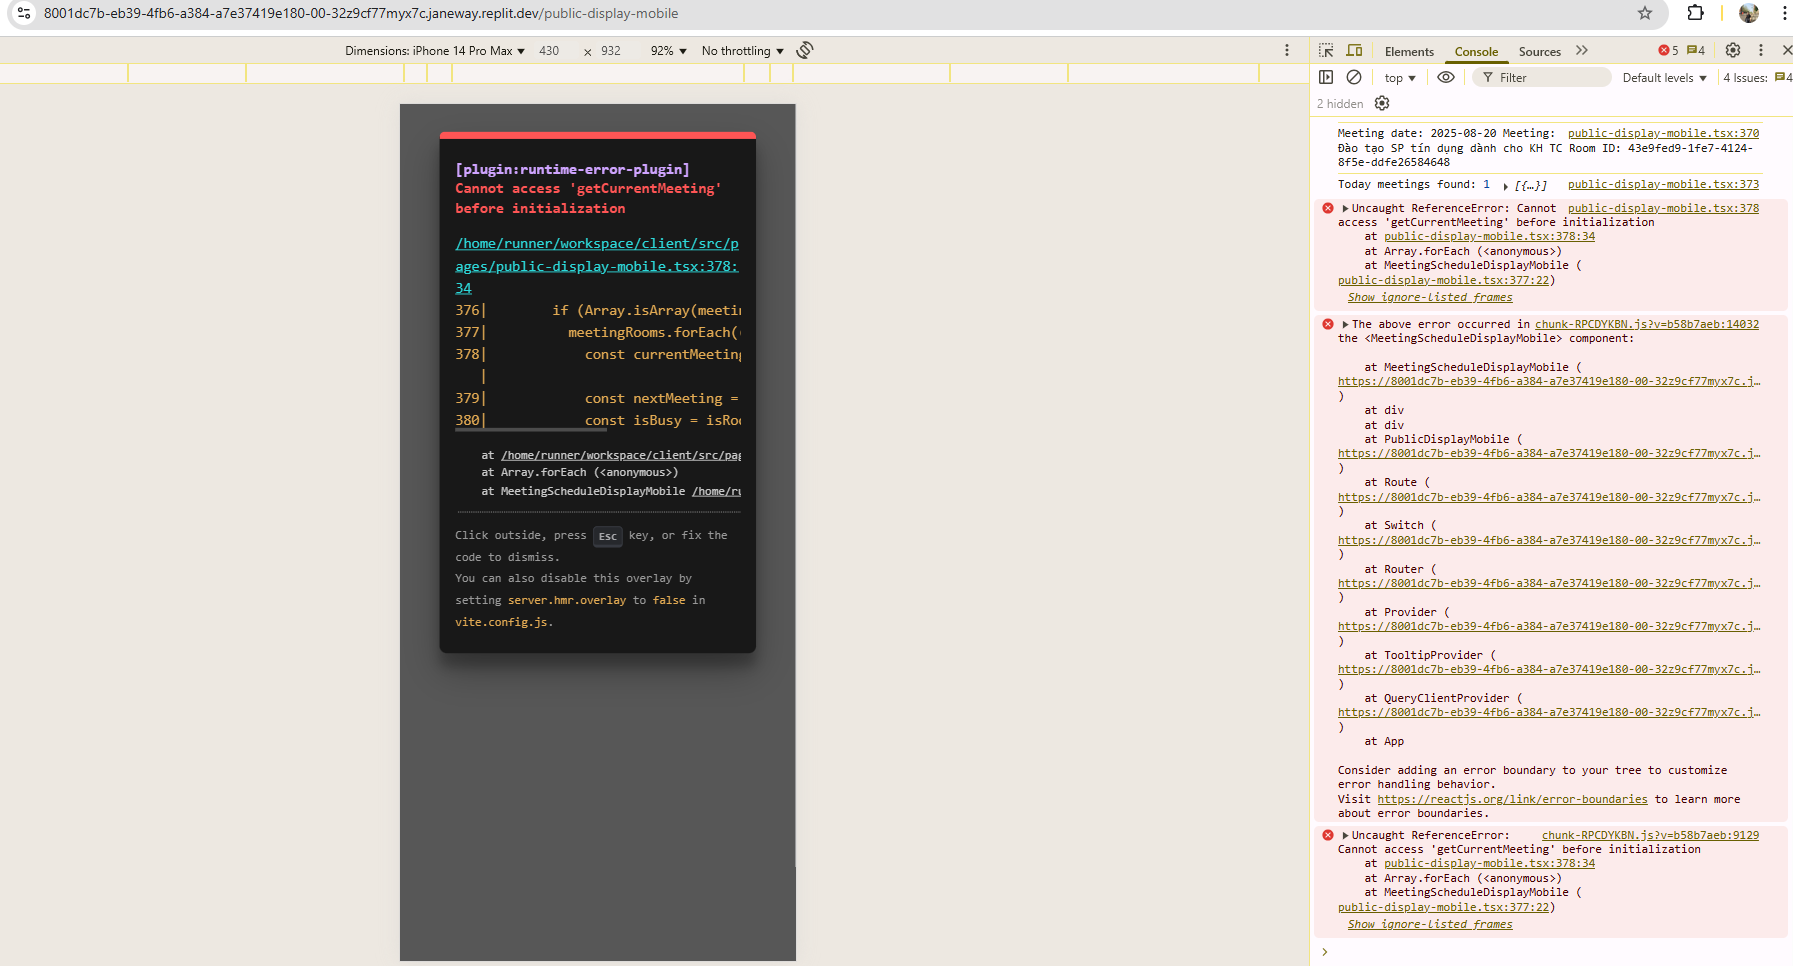 8001dc7b-eb39-4fb6-a384-a7e37419e180-00-32z9cf77myx7c.janeway.replit.dev/public-display-mobile
Dimensions: iPhone 14 Pro Max 430 × 932 92% No throttling
Elements Console Sources 5 4
top Filter Default levels 4 Issues: 4
2 hidden
[plugin:runtime-error-plugin]
Cannot access 'getCurrentMeeting'
before initialization
/home/runner/workspace/client/src/p
ages/public-display-mobile.tsx:378:
34
376| if (Array.isArray(meetin
377| meetingRooms.forEach(
378| const currentMeeting
|
379| const nextMeeting =
380| const isBusy = isRoo
at /home/runner/workspace/client/src/pag
at Array.forEach (<anonymous>)
at MeetingScheduleDisplayMobile /home/ru
Click outside, press Esc key, or fix the
code to dismiss.
You can also disable this overlay by
setting server.hmr.overlay to false in
vite.config.js.
Meeting date: 2025-08-20 Meeting: public-display-mobile.tsx:370
Đào tạo SP tín dụng dành cho KH TC Room ID: 43e9fed9-1fe7-4124-
8f5e-ddfe26584648
Today meetings found: 1 [{…}] public-display-mobile.tsx:373
Uncaught ReferenceError: Cannot public-display-mobile.tsx:378
access 'getCurrentMeeting' before initialization
at public-display-mobile.tsx:378:34
at Array.forEach (<anonymous>)
at MeetingScheduleDisplayMobile (
public-display-mobile.tsx:377:22)
Show ignore-listed frames
The above error occurred in chunk-RPCDYKBN.js?v=b58b7aeb:14032
the <MeetingScheduleDisplayMobile> component:
at MeetingScheduleDisplayMobile (
https://8001dc7b-eb39-4fb6-a384-a7e37419e180-00-32z9cf77myx7c.j…
)
at div
at div
at PublicDisplayMobile (
https://8001dc7b-eb39-4fb6-a384-a7e37419e180-00-32z9cf77myx7c.j…
)
at Route (
https://8001dc7b-eb39-4fb6-a384-a7e37419e180-00-32z9cf77myx7c.j…
)
at Switch (
https://8001dc7b-eb39-4fb6-a384-a7e37419e180-00-32z9cf77myx7c.j…
)
at Router (
https://8001dc7b-eb39-4fb6-a384-a7e37419e180-00-32z9cf77myx7c.j…
)
at Provider (
https://8001dc7b-eb39-4fb6-a384-a7e37419e180-00-32z9cf77myx7c.j…
)
at TooltipProvider (
https://8001dc7b-eb39-4fb6-a384-a7e37419e180-00-32z9cf77myx7c.j…
)
at QueryClientProvider (
https://8001dc7b-eb39-4fb6-a384-a7e37419e180-00-32z9cf77myx7c.j…
)
at App
Consider adding an error boundary to your tree to customize
error handling behavior.
Visit https://reactjs.org/link/error-boundaries to learn more
about error boundaries.
Uncaught ReferenceError: chunk-RPCDYKBN.js?v=b58b7aeb:9129
Cannot access 'getCurrentMeeting' before initialization
at public-display-mobile.tsx:378:34
at Array.forEach (<anonymous>)
at MeetingScheduleDisplayMobile (
public-display-mobile.tsx:377:22)
Show ignore-listed frames